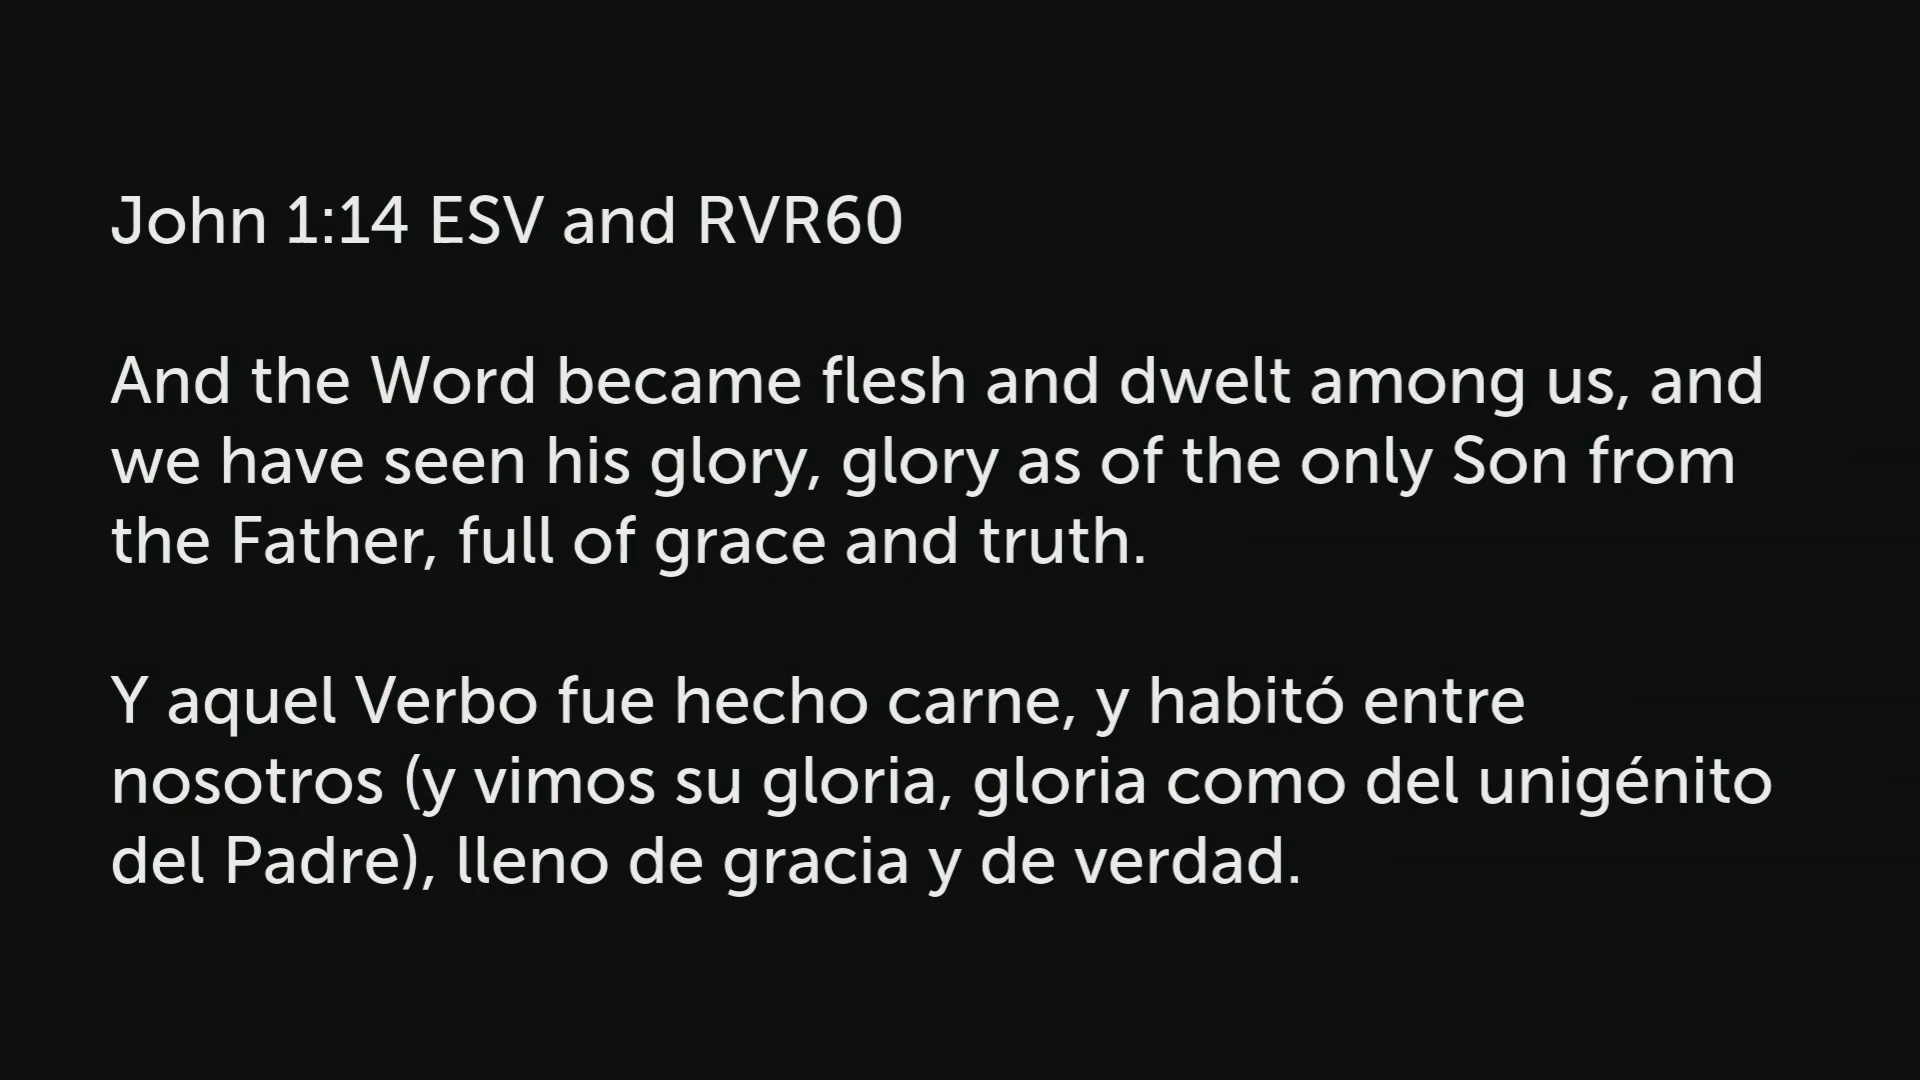 John 1:14 ESV and RVR60
And the Word became flesh and dwelt among us, and
we have seen his glory, glory as of the only Son from
the Father, full of grace and truth.
Y aquel Verbo fue hecho carne, y habitó entre
nosotros (y vimos su gloria, gloria como del unigénito
del Padre), lleno de gracia y de verdad.